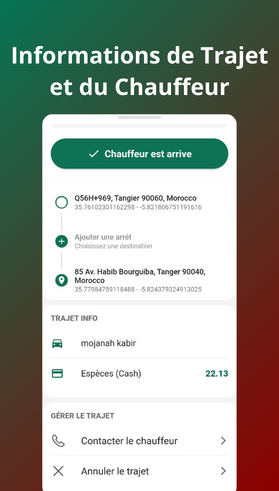 Informations de Trajet
et du Chauffeur
Chauffeur est arrive
Q56H+969, Tangier 90060, Morocco
35.76102301162298 - -5.821806751191616
Ajouter une arrêt
Choisissez une destination
85 Av. Habib Bourguiba, Tanger 90040,
Morocco
35.77984759118488 - -5.824379324913025
TRAJET INFO
mojanah kabir
Espèces (Cash) 22.13
GÉRER LE TRAJET
Contacter le chauffeur
Annuler le trajet